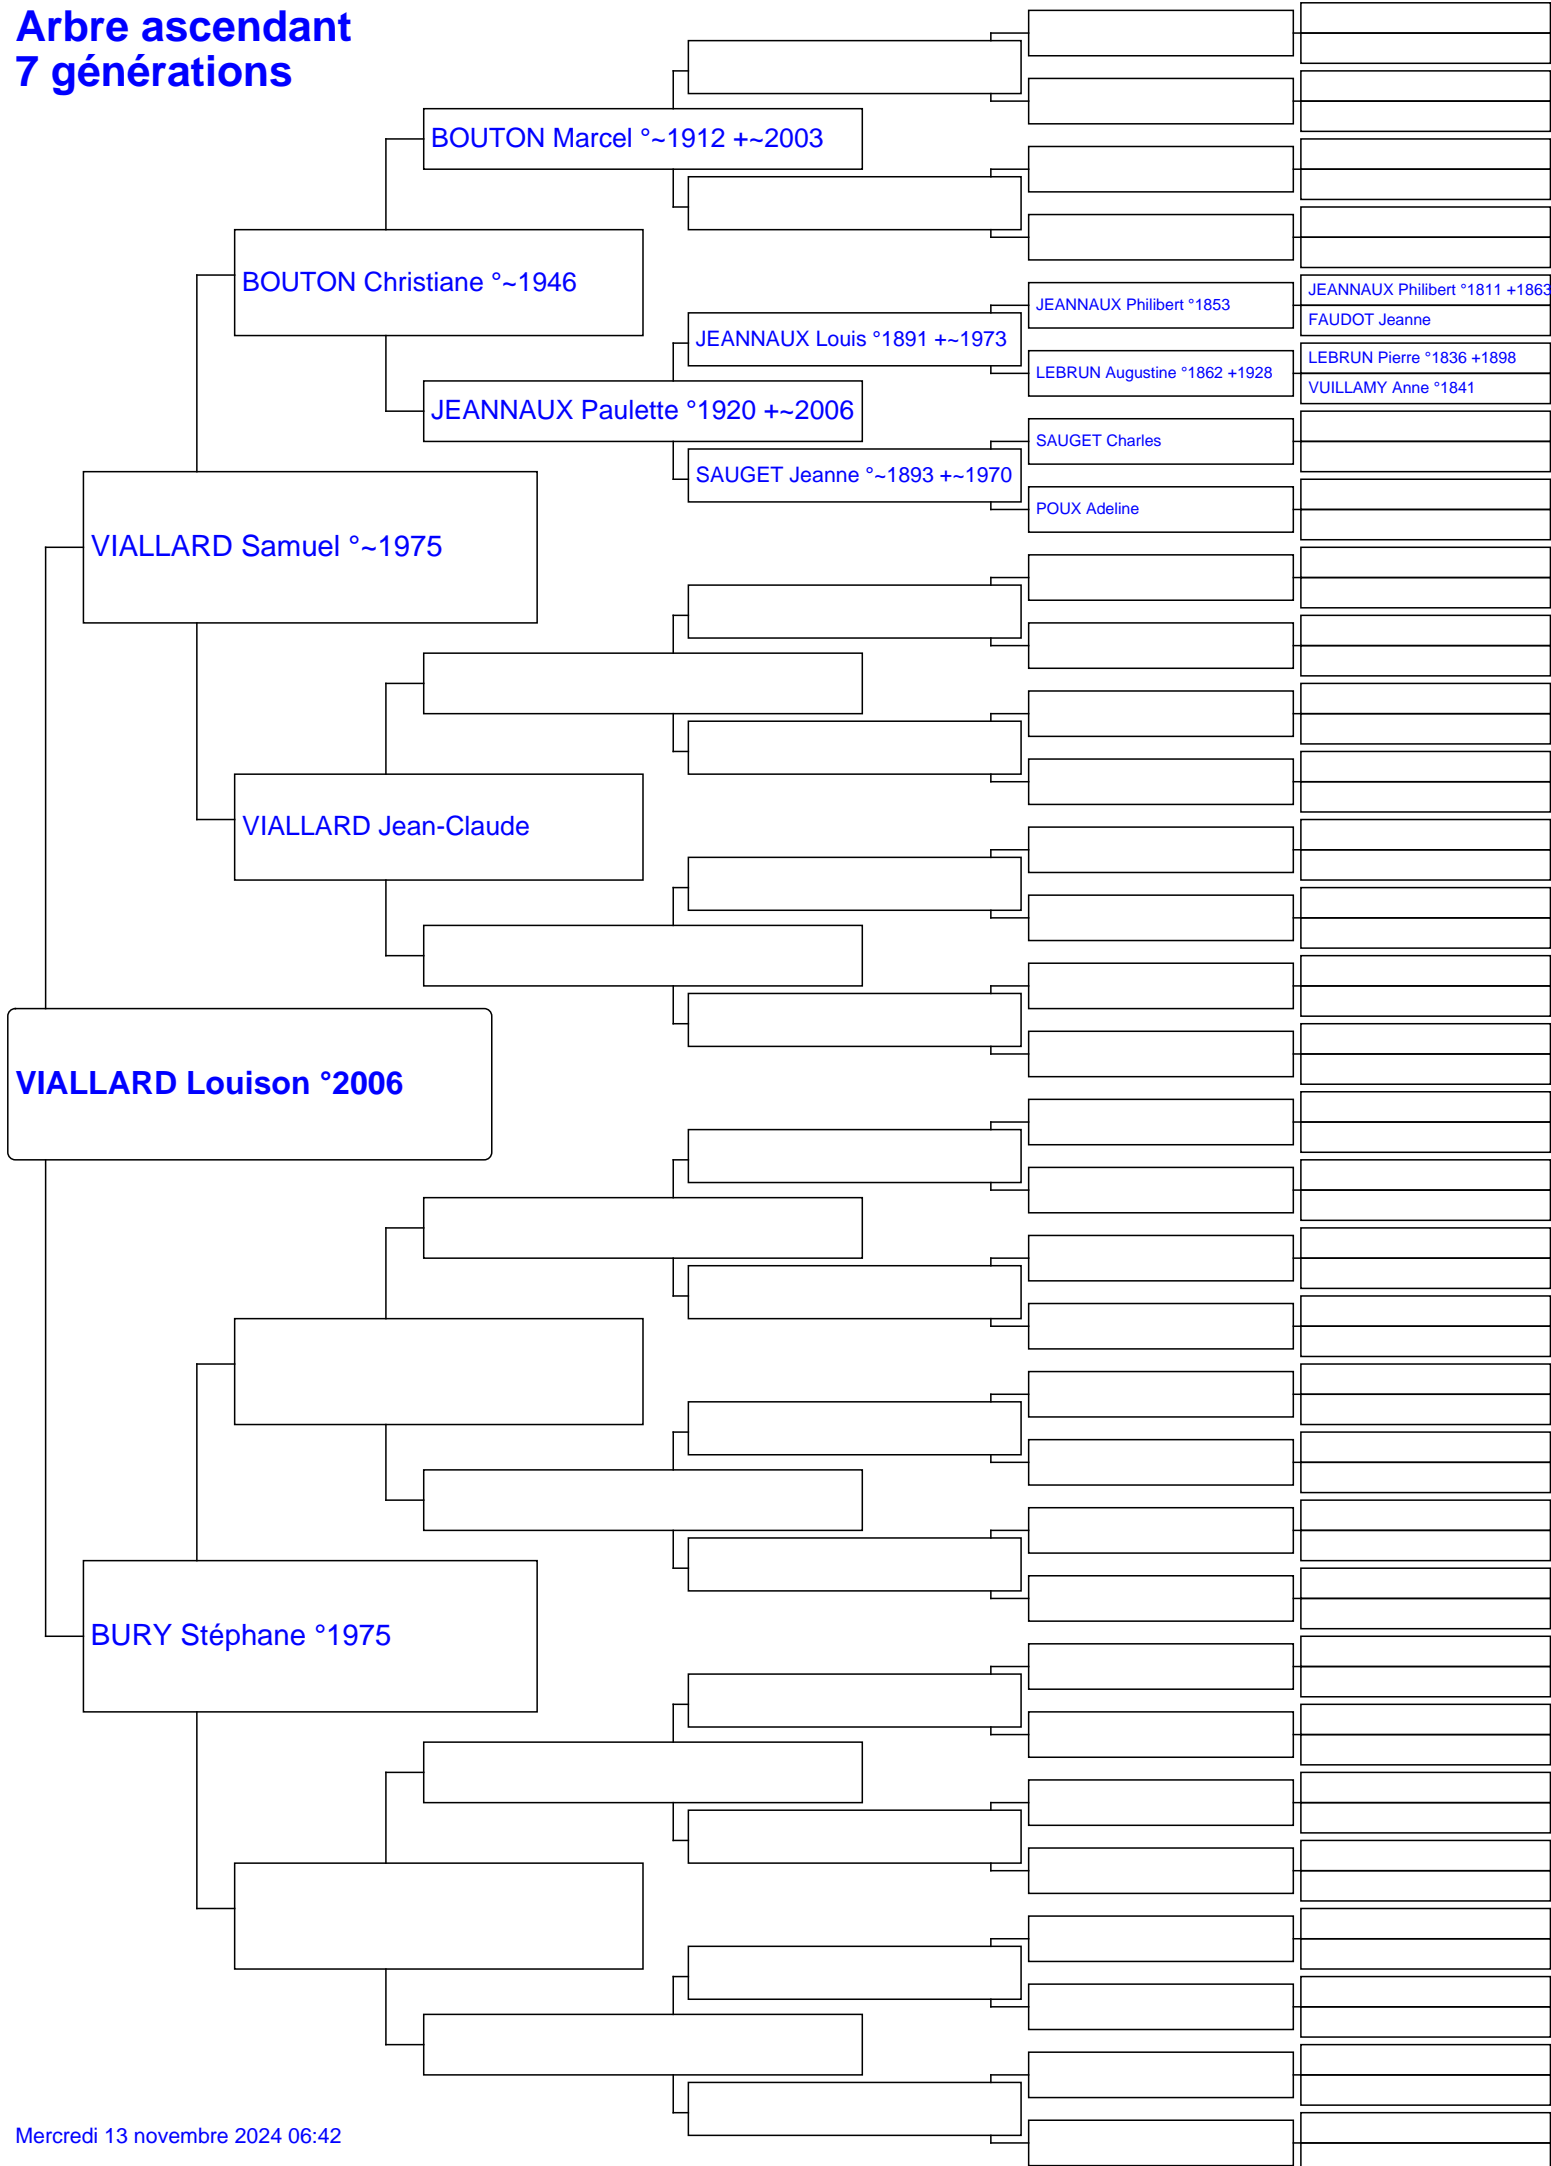 Arbre ascendant
7 générations
BOUTON Marcel °~1912 +~2003
BOUTON Christiane °~1946
JEANNAUX Philibert °1811 +1863
JEANNAUX Philibert °1853
FAUDOT Jeanne
JEANNAUX Louis °1891 +~1973
LEBRUN Pierre °1836 +1898
LEBRUN Augustine °1862 +1928
VUILLAMY Anne °1841
JEANNAUX Paulette °1920 +~2006
SAUGET Charles
SAUGET Jeanne °~1893 +~1970
POUX Adeline
VIALLARD Samuel °~1975
VIALLARD Jean-Claude
VIALLARD Louison °2006
BURY Stéphane °1975
Mercredi 13 novembre 2024 06:42